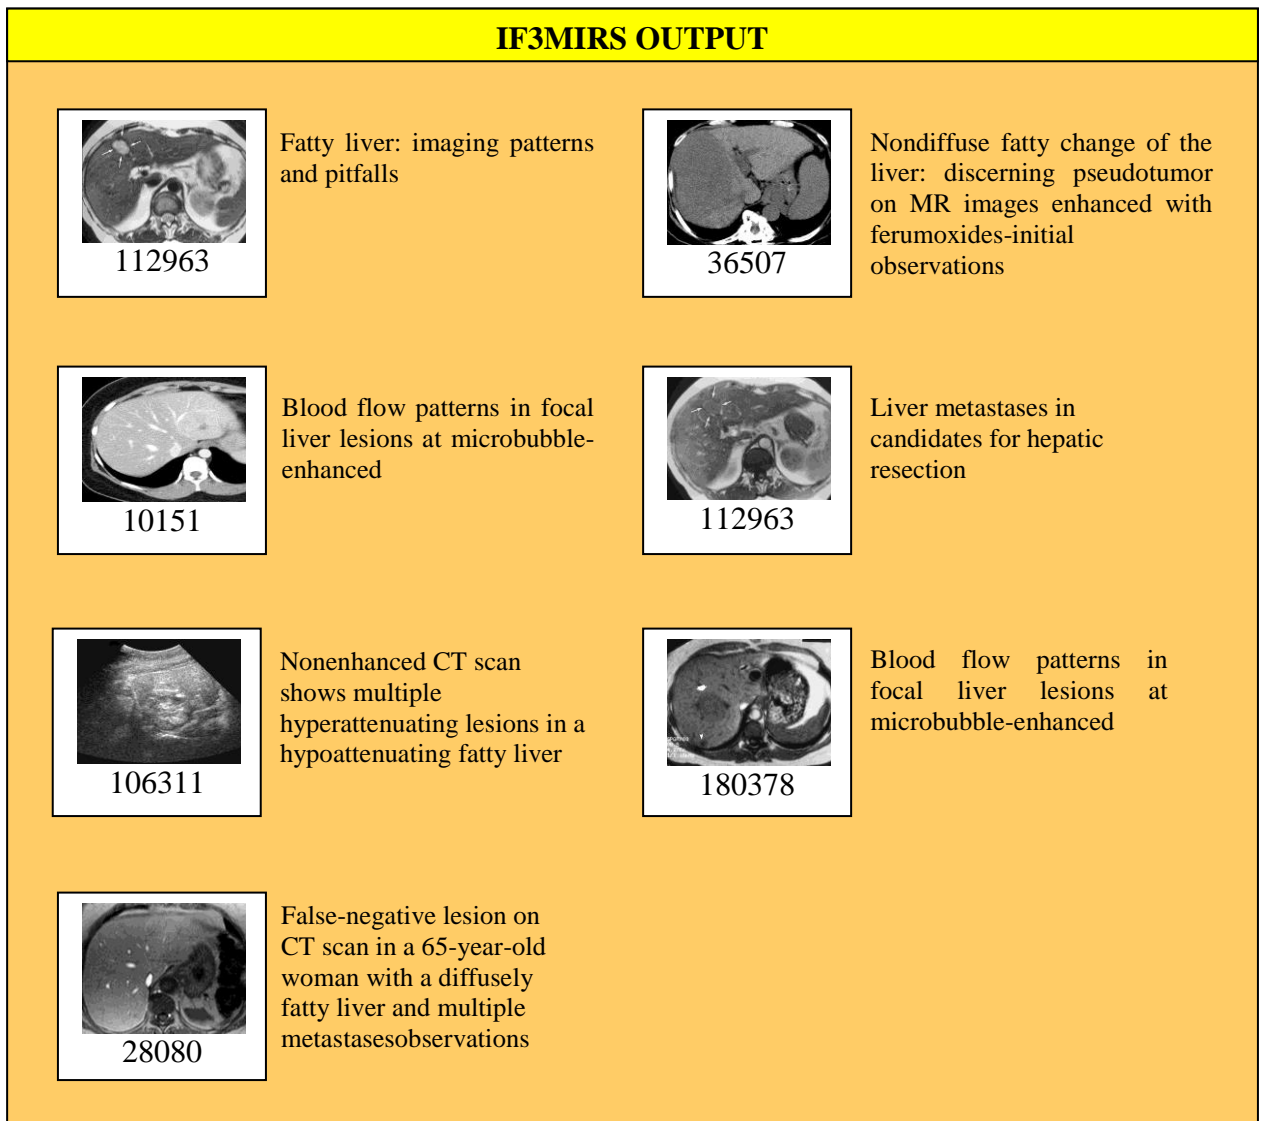 IF3MIRS OUTPUT
112963
Fatty liver: imaging patterns
and pitfalls
36507
Nondiffuse fatty change of the
liver: discerning pseudotumor
on MR images enhanced with
ferumoxides-initial
observations
10151
Blood flow patterns in focal
liver lesions at microbubble-
enhanced
112963
Liver metastases in
candidates for hepatic
resection
106311
Nonenhanced CT scan
shows multiple
hyperattenuating lesions in a
hypoattenuating fatty liver
180378
Blood flow patterns in
focal liver lesions at
microbubble-enhanced
28080
False-negative lesion on
CT scan in a 65-year-old
woman with a diffusely
fatty liver and multiple
metastasesobservations